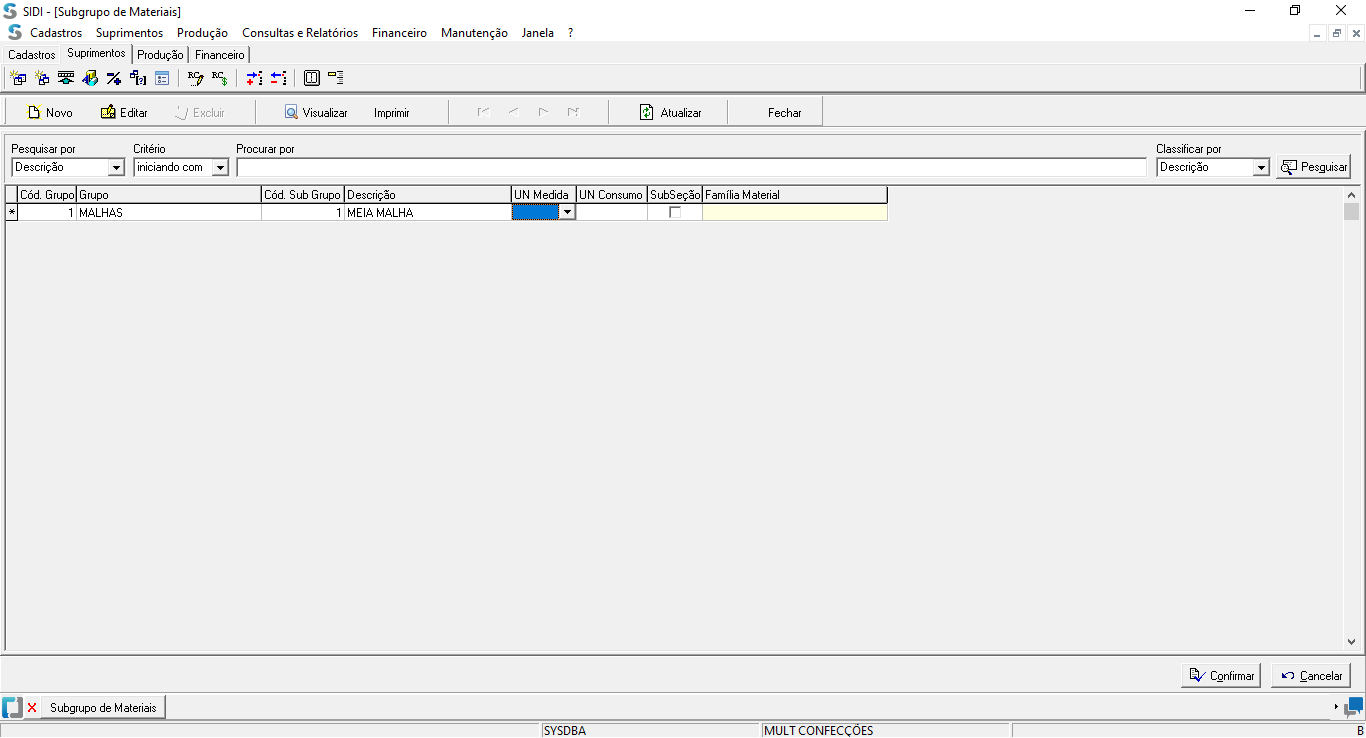 SIDI - [Subgrupo de Materiais]
Cadastros Suprimentos Produção Consultas e Relatórios Financeiro Manutenção Janela ?
Cadastros Suprimentos Produção Financeiro
Novo Editar Excluir Visualizar Imprimir Atualizar Fechar
Pesquisar por Critério Procurar por Classificar por
Descrição iniciando com Descrição Pesquisar
Cód. Grupo Grupo Cód. Sub Grupo Descrição UN Medida UN Consumo SubSeção Família Material
* 1 MALHAS 1 MEIA MALHA
Confirmar Cancelar
Subgrupo de Materiais
SYSDBA MULT CONFECÇÕES B